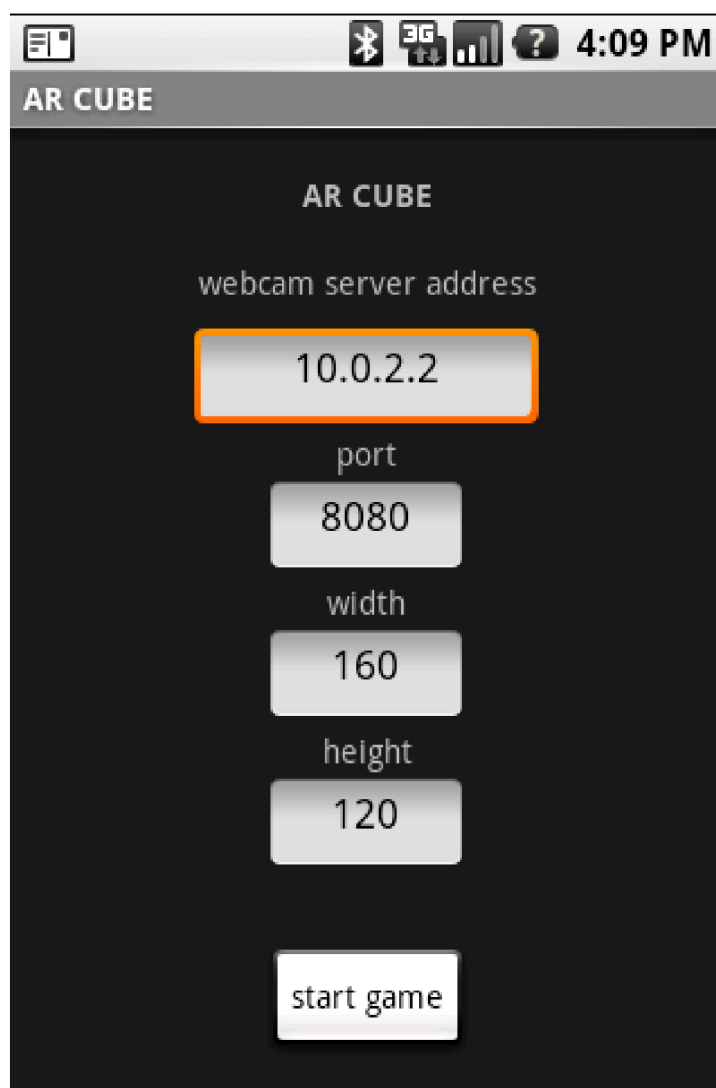 3G ? 4:09 PM
AR CUBE
AR CUBE
webcam server address
10.0.2.2
port
8080
width
160
height
120
start game